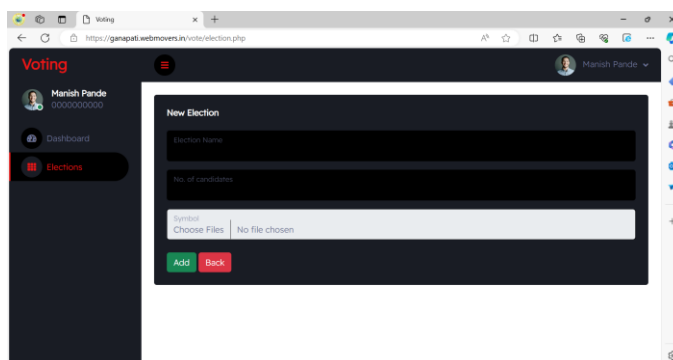 Voting
https://ganapati.webmovers.in/vote/election.php
Voting
Manish Pande
Manish Pande
0000000000
Dashboard
Elections
New Election
Election Name
No. of candidates
Symbol
Choose Files No file chosen
Add Back